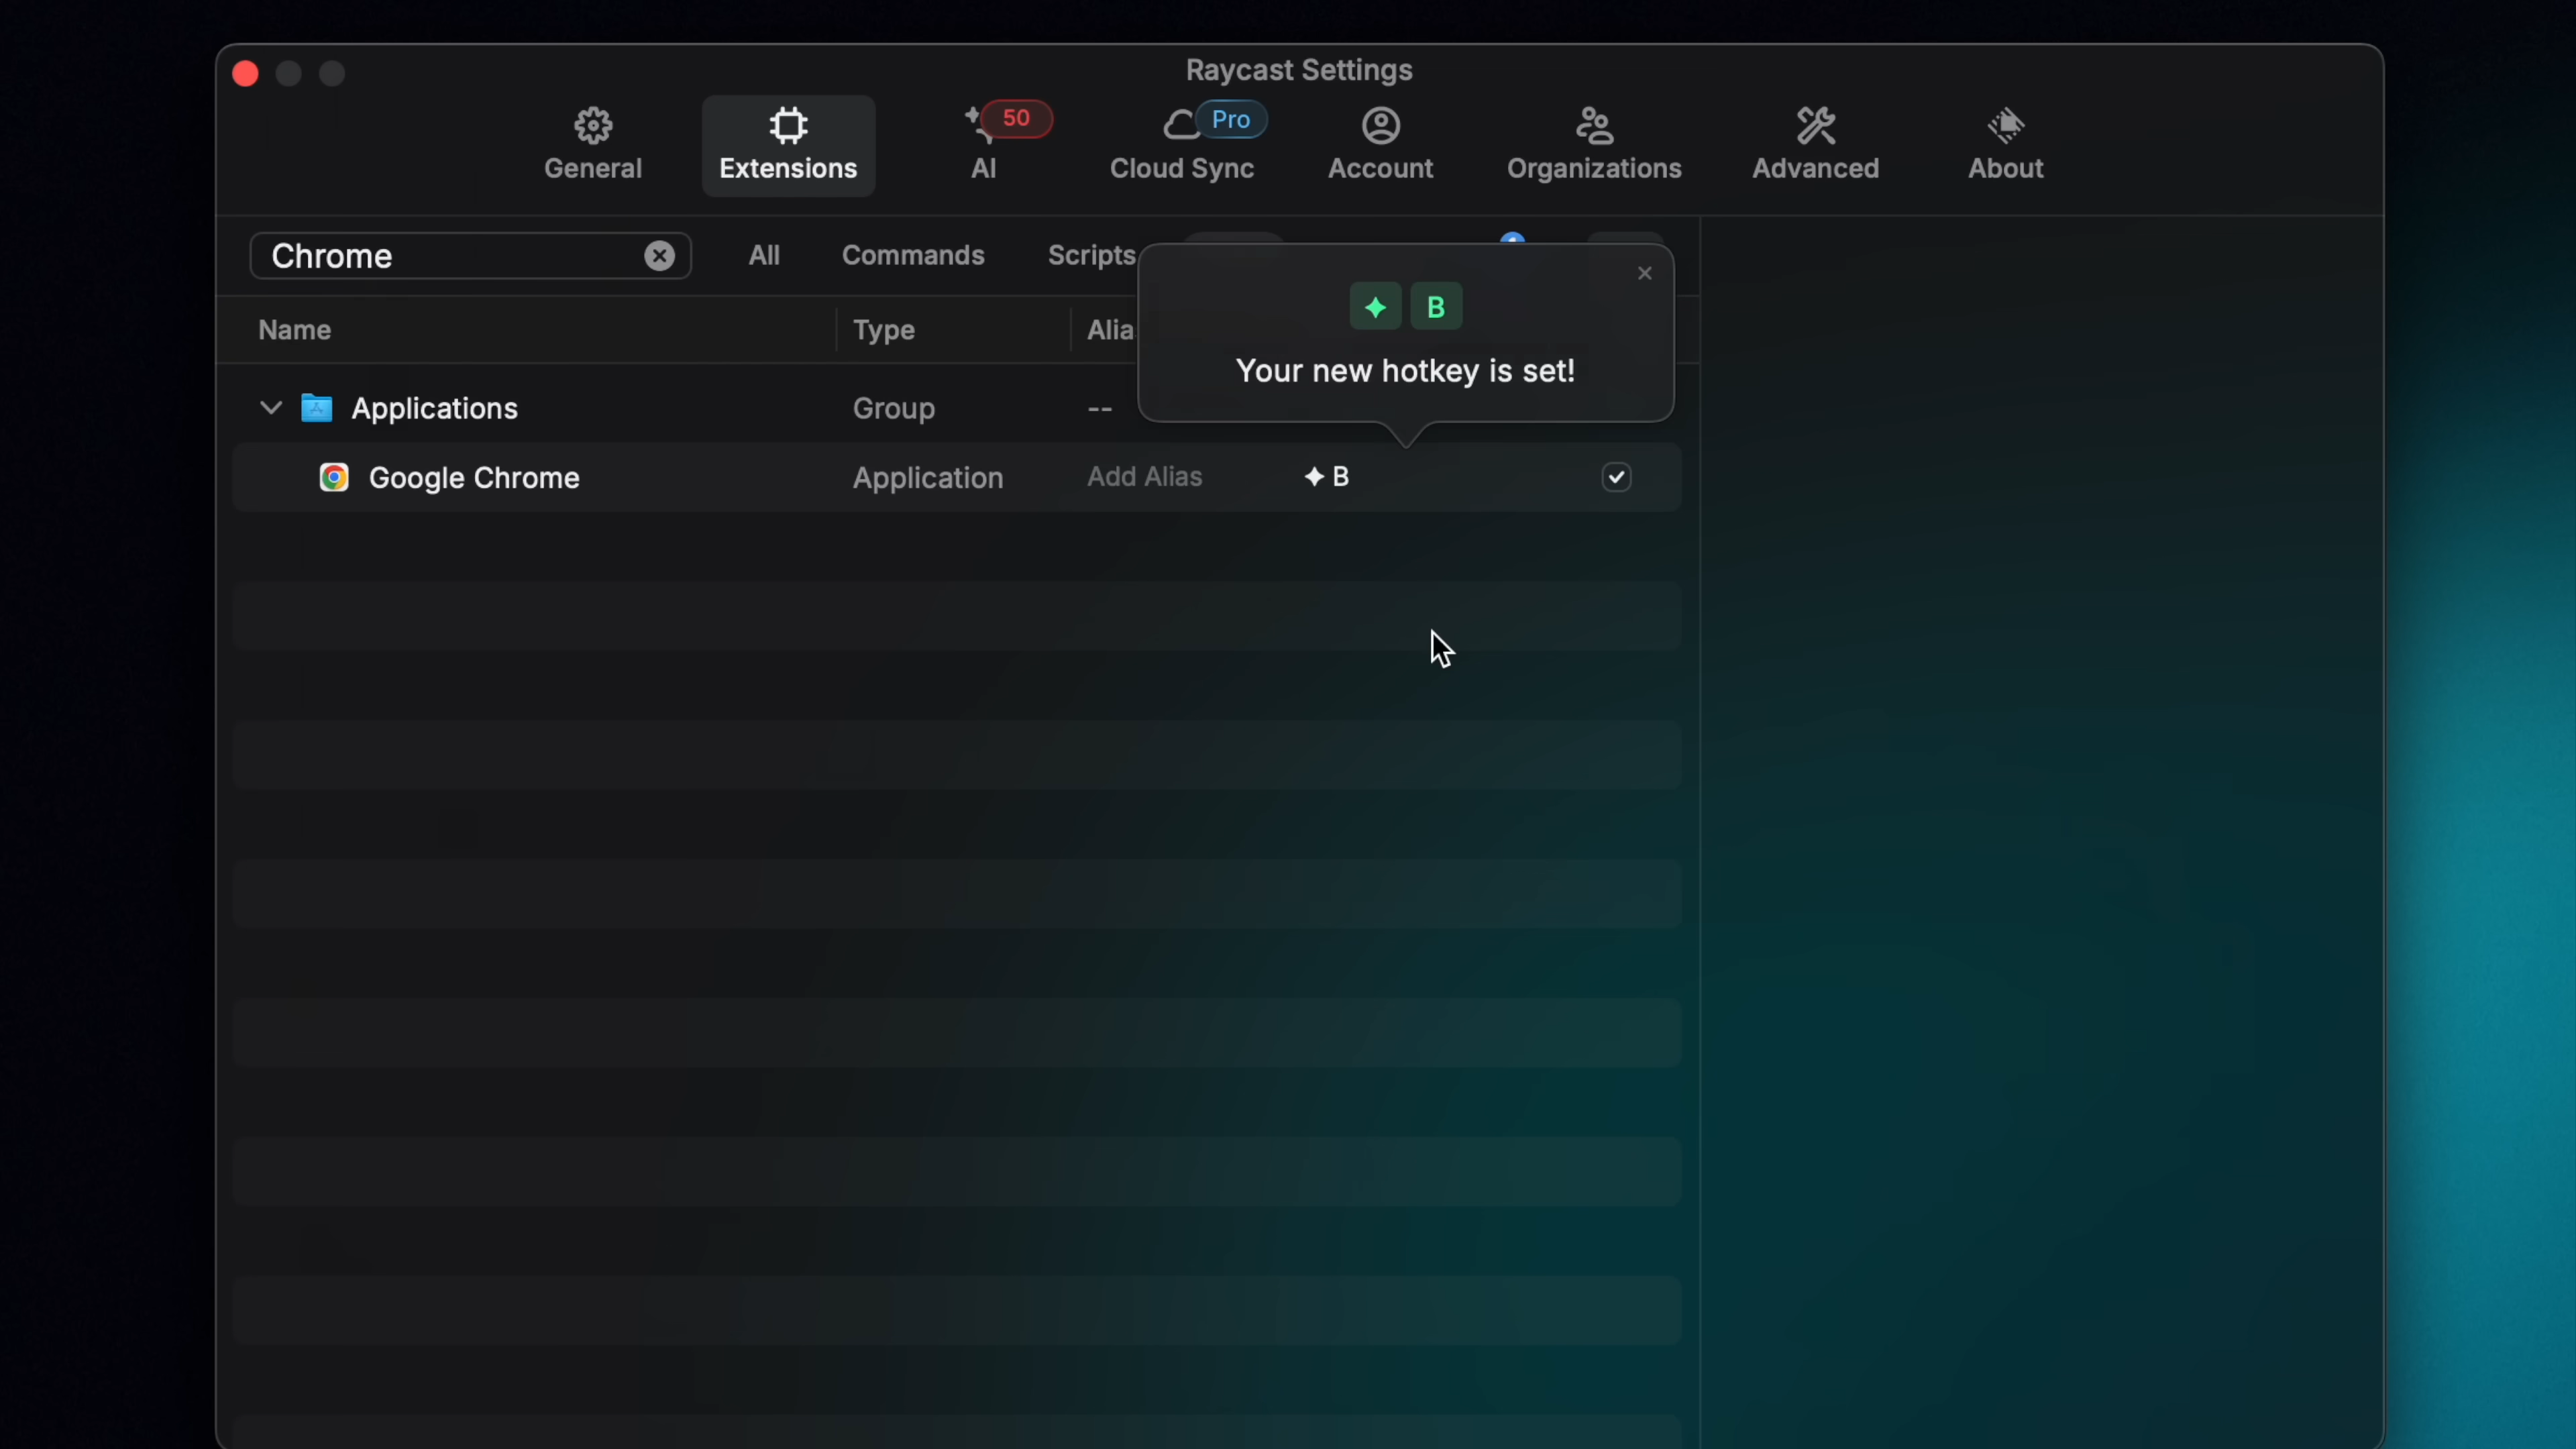 Raycast Settings
General
Extensions
50
AI
Pro
Cloud Sync
Account
Organizations
Advanced
About
Chrome
All
Commands
Scripts
B
Your new hotkey is set!
Name
Type
Alia
Applications
Group
--
Google Chrome
Application
Add Alias
B